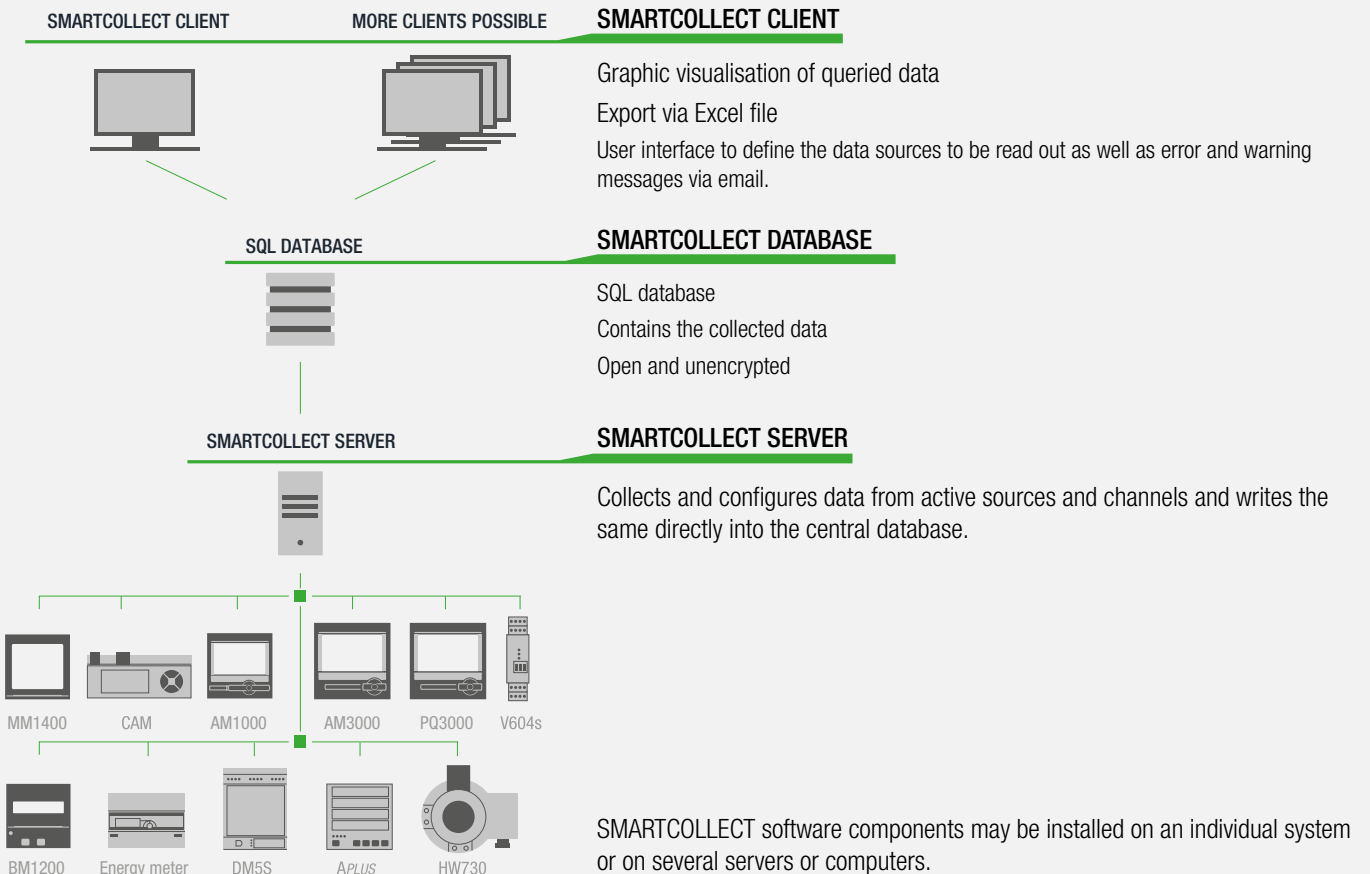 SMARTCOLLECT CLIENT
MORE CLIENTS POSSIBLE
SMARTCOLLECT CLIENT
Graphic visualisation of queried data
Export via Excel file
User interface to define the data sources to be read out as well as error and warning
messages via email.
SQL DATABASE
SMARTCOLLECT DATABASE
SQL database
Contains the collected data
Open and unencrypted
SMARTCOLLECT SERVER
SMARTCOLLECT SERVER
Collects and configures data from active sources and channels and writes the
same directly into the central database.
MM1400
CAM
AM1000
AM3000
PQ3000
V604s
BM1200
Energy meter
DM5S
APLUS
HW730
SMARTCOLLECT software components may be installed on an individual system
or on several servers or computers.